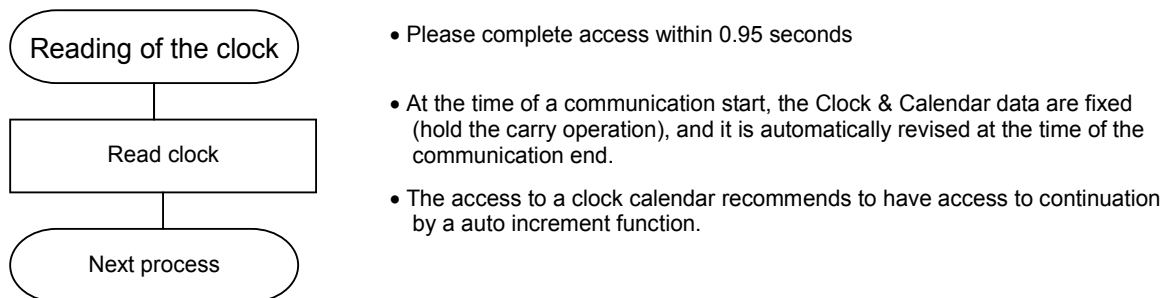 Reading of the clock
Read clock
Next process
• Please complete access within 0.95 seconds
• At the time of a communication start, the Clock & Calendar data are fixed
(hold the carry operation), and it is automatically revised at the time of the
communication end.
• The access to a clock calendar recommends to have access to continuation
by a auto increment function.